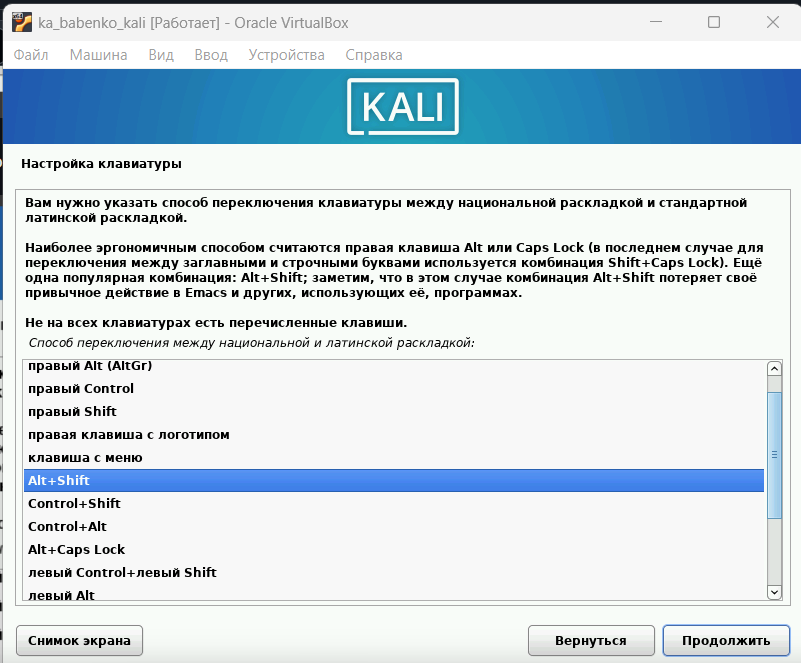 ka_babenko_kali [Работает] - Oracle VirtualBox
Файл Машина Вид Ввод Устройства Справка
KALI
Настройка клавиатуры
Вам нужно указать способ переключения клавиатуры между национальной раскладкой и стандартной
латинской раскладкой.
Наиболее эргономичным способом считаются правая клавиша Alt или Caps Lock (в последнем случае для
переключения между заглавными и строчными буквами используется комбинация Shift+Caps Lock). Ещё
одна популярная комбинация: Alt+Shift; заметим, что в этом случае комбинация Alt+Shift потеряет своё
привычное действие в Emacs и других, использующих её, программах.
Не на всех клавиатурах есть перечисленные клавиши.
Способ переключения между национальной и латинской раскладкой:
правый Alt (AltGr)
правый Control
правый Shift
правая клавиша с логотипом
клавиша с меню
Alt+Shift
Control+Shift
Control+Alt
Alt+Caps Lock
левый Control+левый Shift
левый Alt
Снимок экрана Вернуться Продолжить